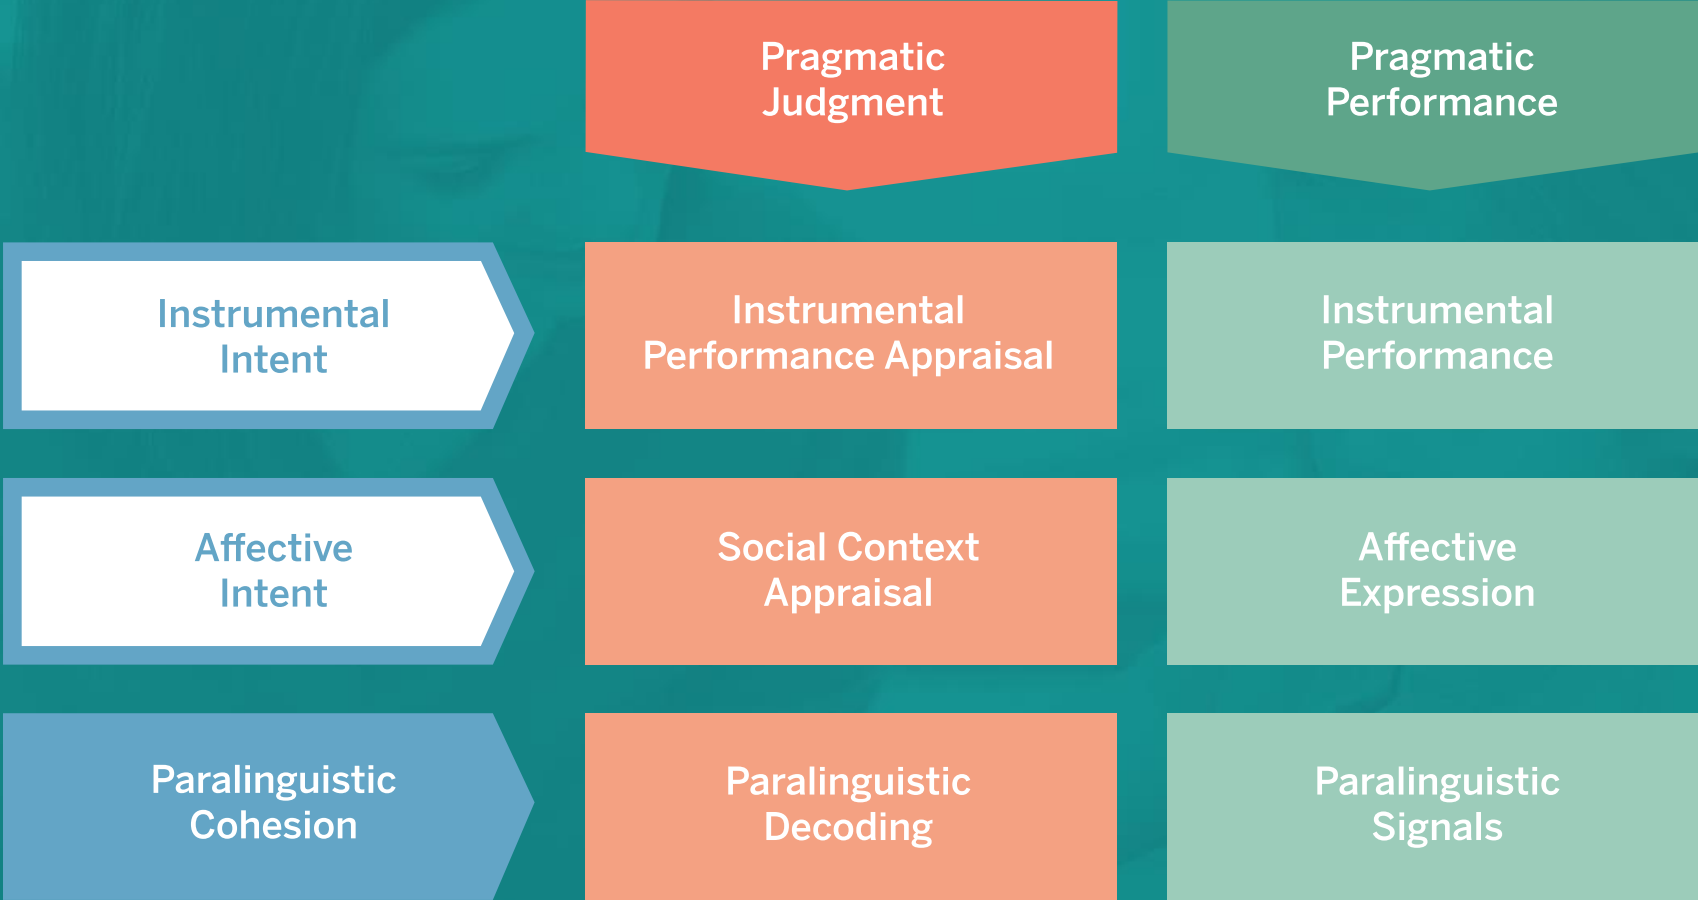 Pragmatic
Judgment
Pragmatic
Performance
Instrumental
Intent
Instrumental
Performance Appraisal
Instrumental
Performance
Affective
Intent
Social Context
Appraisal
Affective
Expression
Paralinguistic
Cohesion
Paralinguistic
Decoding
Paralinguistic
Signals